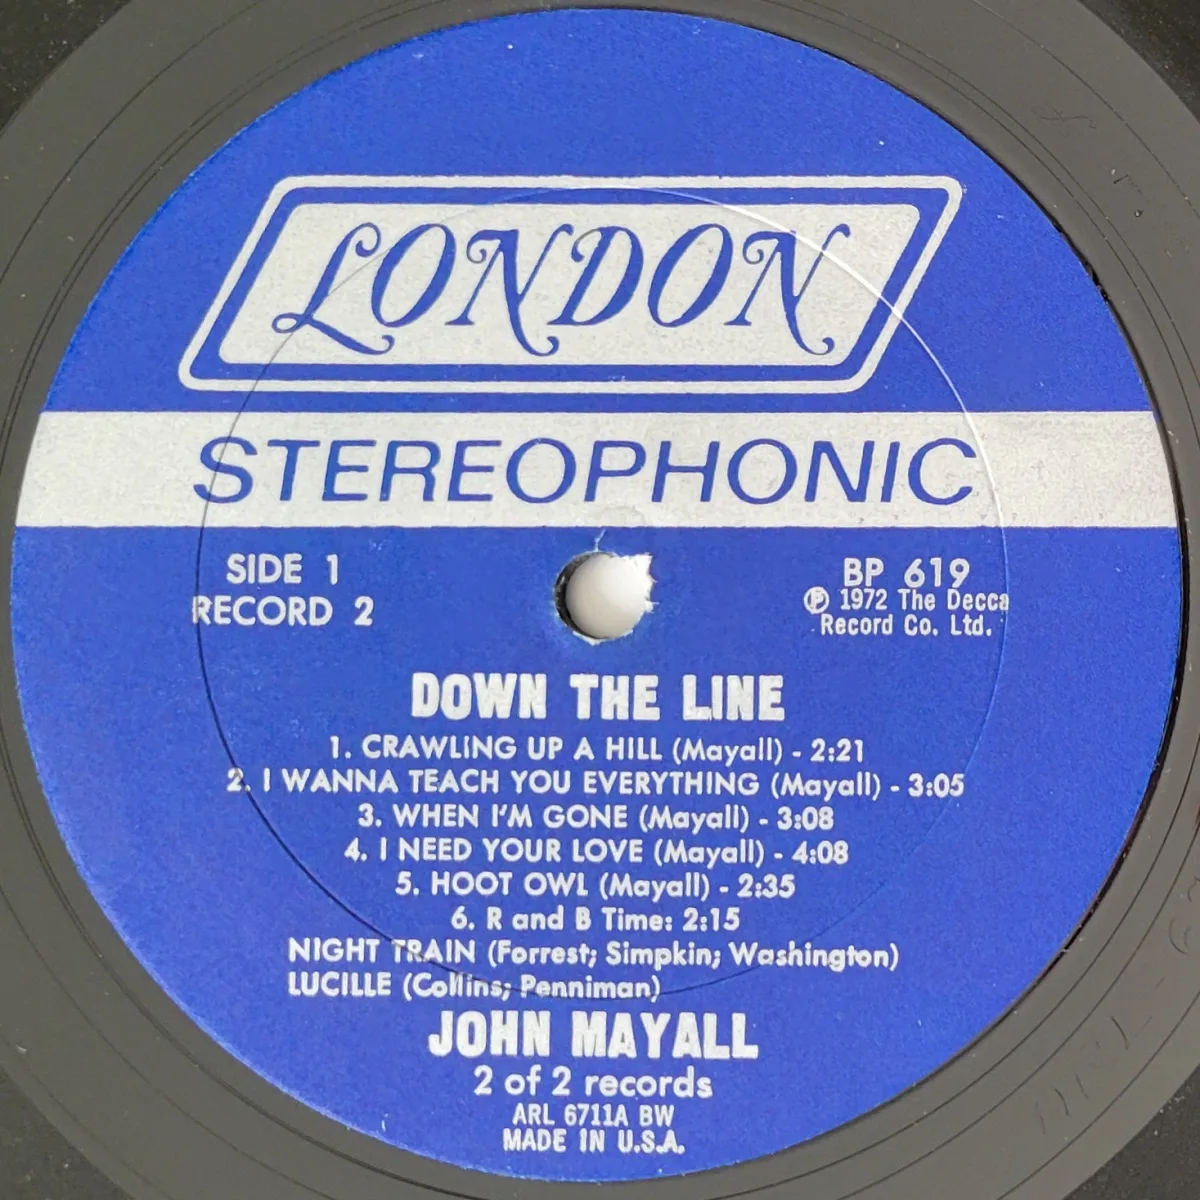 LONDON
STEREOPHONIC
SIDE 1
RECORD 2
BP 619
℗ 1972 The Decca
Record Co. Ltd.
DOWN THE LINE
1. CRAWLING UP A HILL (Mayall) - 2:21
2. I WANNA TEACH YOU EVERYTHING (Mayall) - 3:05
3. WHEN I'M GONE (Mayall) - 3:08
4. I NEED YOUR LOVE (Mayall) - 4:08
5. HOOT OWL (Mayall) - 2:35
6. R and B Time: 2:15
NIGHT TRAIN (Forrest; Simpkin; Washington)
LUCILLE (Collins; Penniman)
JOHN MAYALL
2 of 2 records
ARL 6711A BW
MADE IN U.S.A.